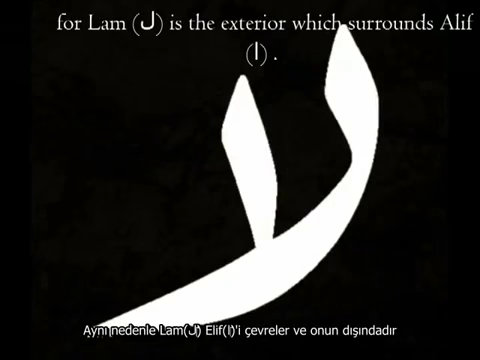 for Lam (ل) is the exterior which surrounds Alif
(ا) .
لا
Aynı nedenle Lam(ل) Elif(ا)'i çevreler ve onun dışındadır